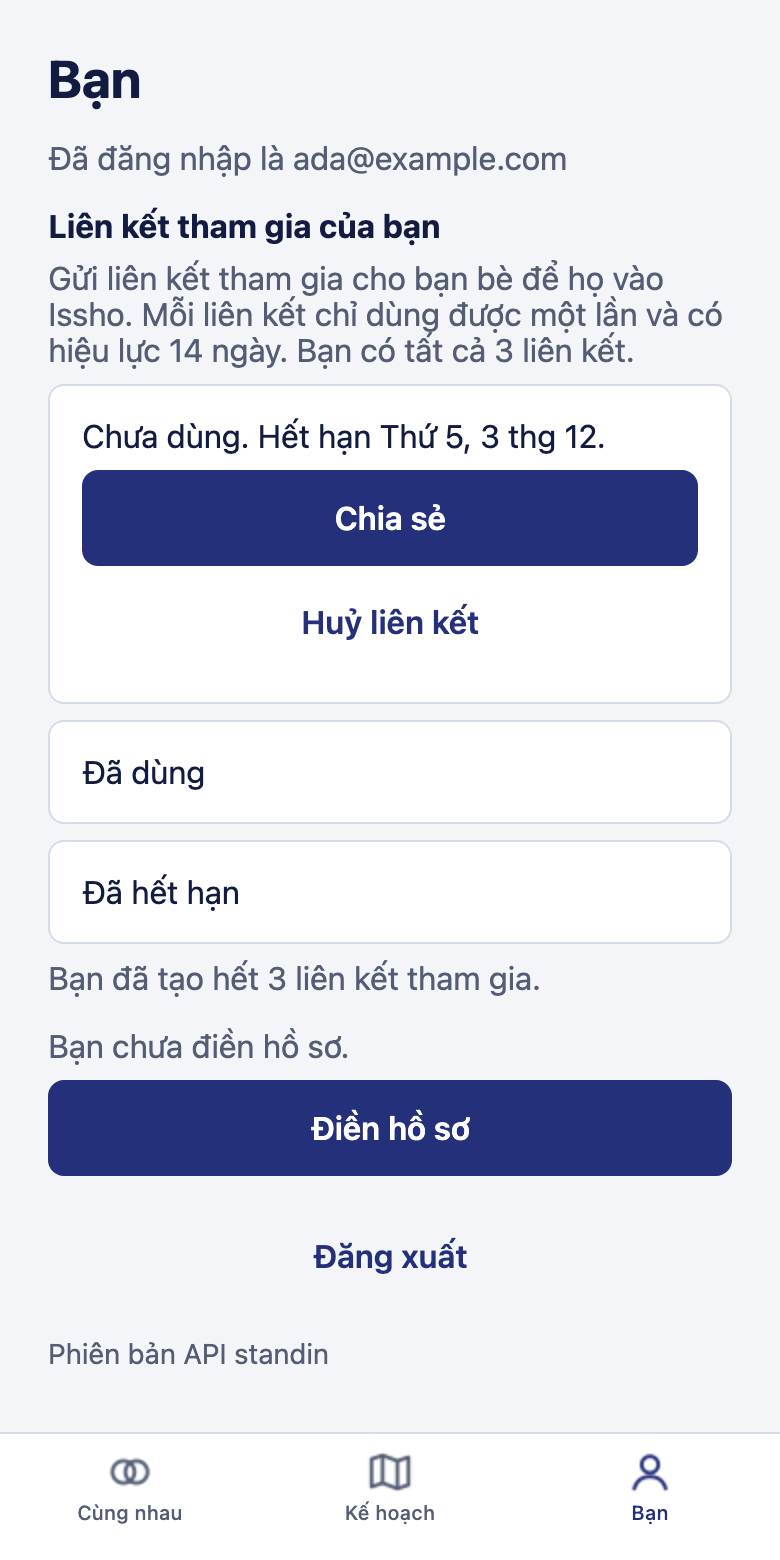 Bạn
Đã đăng nhập là ada@example.com
Liên kết tham gia của bạn
Gửi liên kết tham gia cho bạn bè để họ vào
Issho. Mỗi liên kết chỉ dùng được một lần và có
hiệu lực 14 ngày. Bạn có tất cả 3 liên kết.
Chưa dùng. Hết hạn Thứ 5, 3 thg 12.
Chia sẻ
Huỷ liên kết
Đã dùng
Đã hết hạn
Bạn đã tạo hết 3 liên kết tham gia.
Bạn chưa điền hồ sơ.
Điền hồ sơ
Đăng xuất
Phiên bản API standin
Cùng nhau
Kế hoạch
Bạn